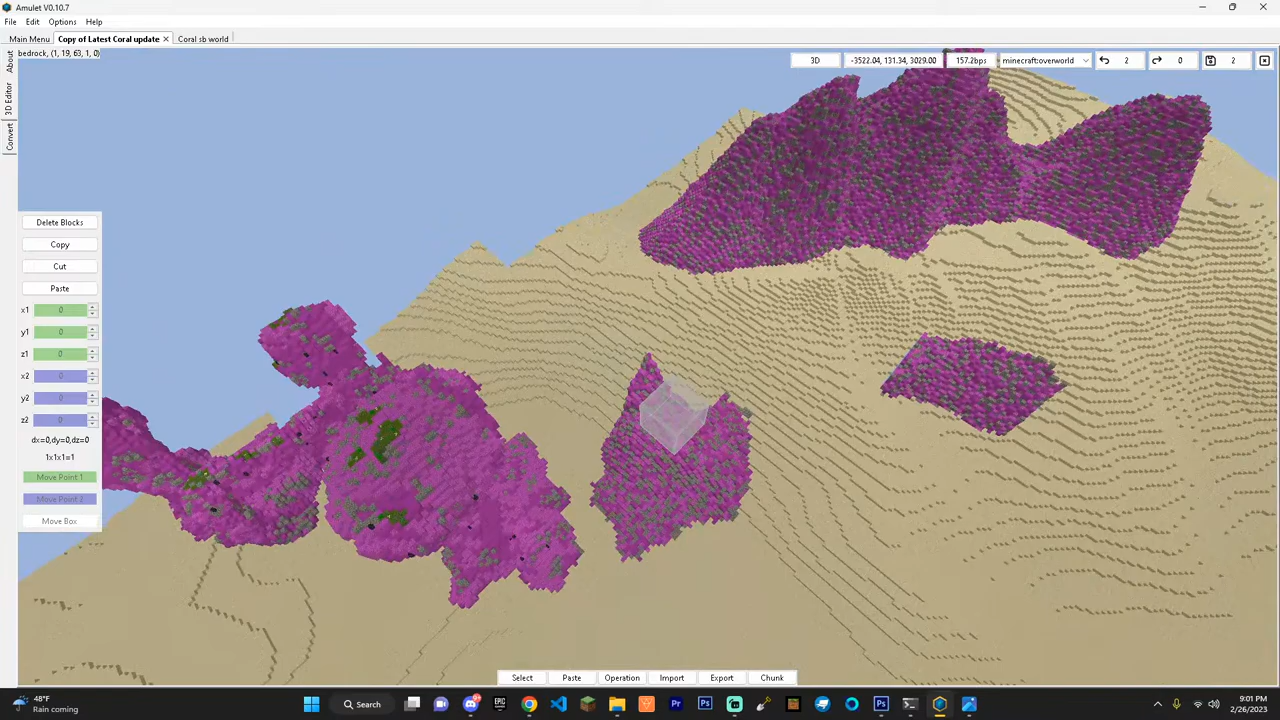 Amulet V0.10.7
File Edit Options Help
Main Menu Copy of Latest Coral update Coral sb world
bedrock, (1, 19, 63, 1, 0)
About
3D Editor
Convert
3D -3522.04, 131.34, 3029.00 157.2bps minecraft:overworld 2 0 2
Delete Blocks
Copy
Cut
Paste
x1 0
y1 0
z1 0
x2 0
y2 0
z2 0
dx=0,dy=0,dz=0
1x1x1=1
Move Point 1
Move Point 2
Move Box
Select Paste Operation Import Export Chunk
48°F
Rain coming
Search
9:01 PM
2/26/2023